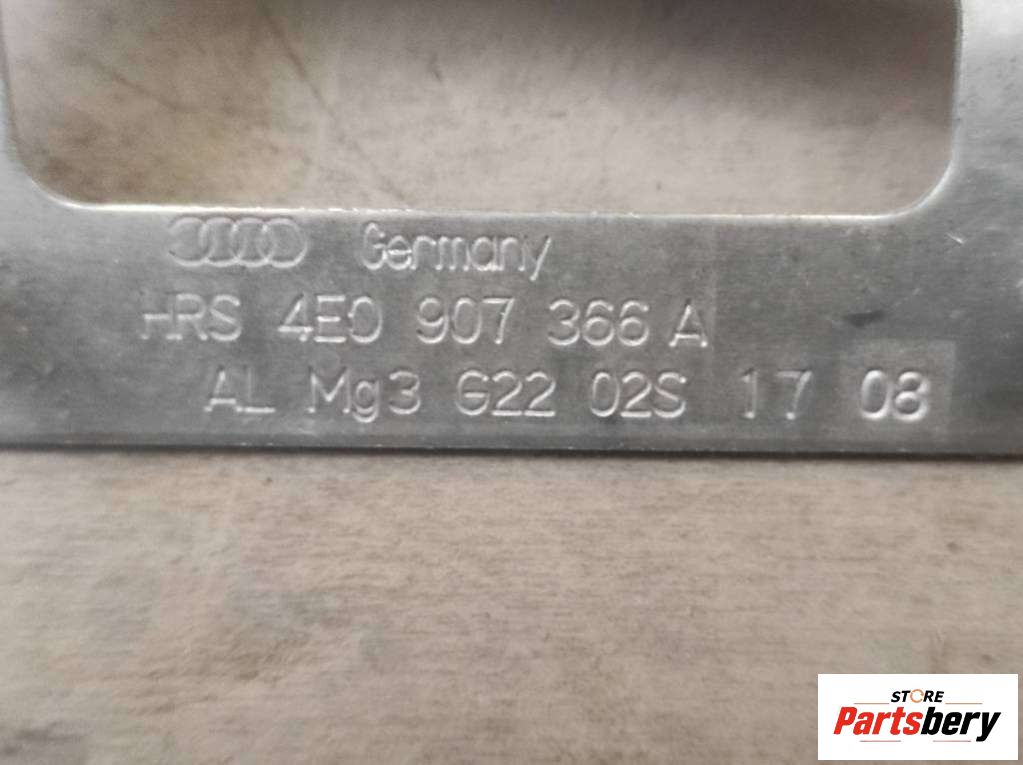 Germany
HRS 4E0 907 366 A
AL Mg3 G22 02S 17 08
STORE
Partsbery